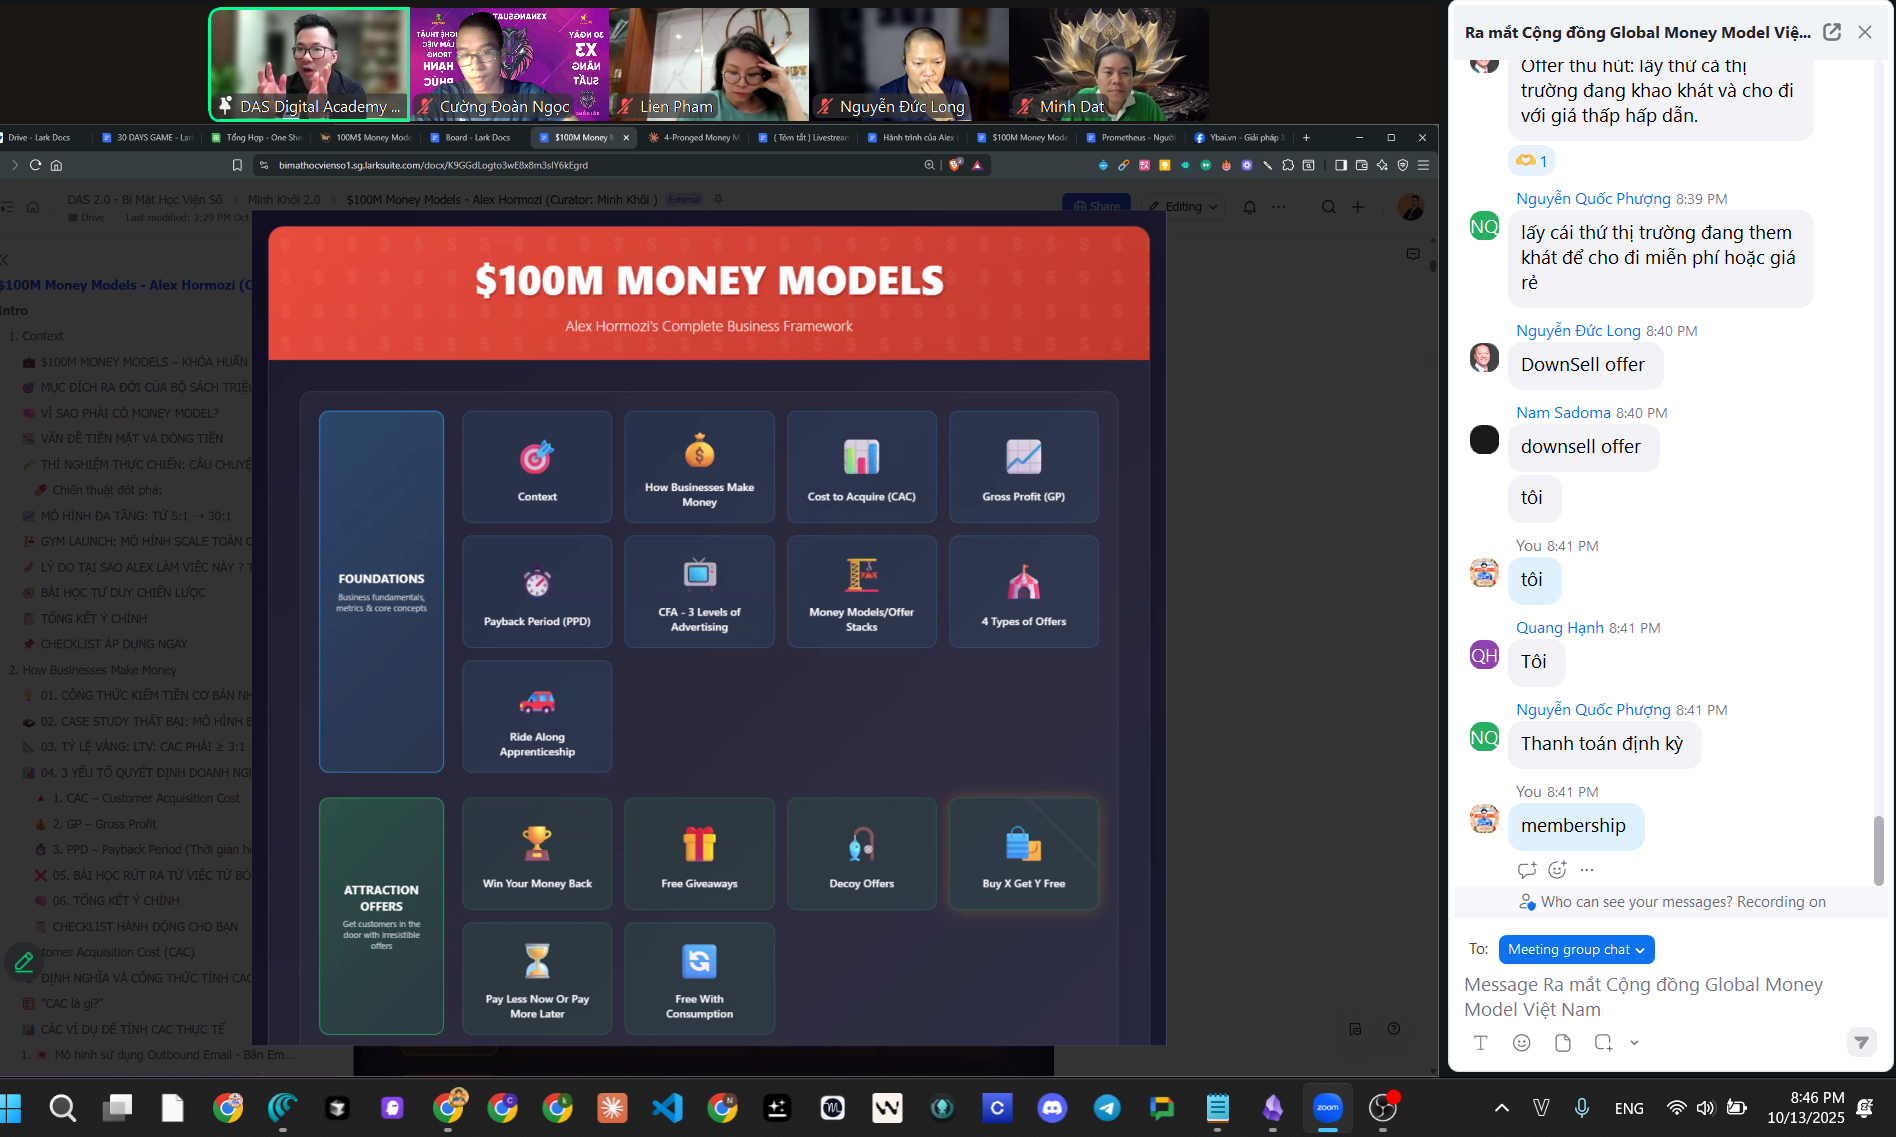 DAS Digital Academy ...
Cường Đoàn Ngọc
Lien Pham
Nguyễn Đức Long
Minh Dat
Drive - Lark Docs
30 DAYS GAME - Lar
Tổng Hợp - One Sho
100M$ Money Mode
Board - Lark Docs
$100M Money M
4-Pronged Money M
( Tóm tắt ) Livestream
Hành trình của Alex
$100M Money Mode
Prometheus - Người
Ybai.vn - Giải pháp X
bimathocvienso1.sg.larksuite.com/docx/K9GGdLogto3wE8x8m3slY6kEgrd
DAS 2.0 - Bí Mật Học Viện Số
Minh Khôi 2.0
$100M Money Models - Alex Hormozi (Curator: Minh Khôi )
External
Drive
Last modified: 2:29 PM Oct
Share
Editing
$100M Money Models - Alex Hormozi (C
Intro
1. Context
$100M MONEY MODELS – KHÓA HUẤN
MỤC ĐÍCH RA ĐỜI CỦA BỘ SÁCH TRIỆU
VÌ SAO PHẢI CÓ MONEY MODEL?
VẤN ĐỀ TIỀN MẶT VÀ DÒNG TIỀN
THÍ NGHIỆM THỰC CHIẾN: CÂU CHUYỆ
Chiến thuật đột phá:
MÔ HÌNH ĐA TẦNG: TỪ 5:1 → 30:1
GYM LAUNCH: MÔ HÌNH SCALE TOÀN C
LÝ DO TẠI SAO ALEX LÀM VIỆC NÀY ? T
BÀI HỌC TƯ DUY CHIẾN LƯỢC
TỔNG KẾT Ý CHÍNH
CHECKLIST ÁP DỤNG NGAY
2. How Businesses Make Money
01. CÔNG THỨC KIẾM TIỀN CƠ BẢN NH
02. CASE STUDY THẤT BẠI: MÔ HÌNH B
03. TỶ LỆ VÀNG: LTV: CAC PHẢI ≥ 3:1
04. 3 YẾU TỐ QUYẾT ĐỊNH DOANH NGH
1. CAC – Customer Acquisition Cost
2. GP – Gross Profit
3. PPD – Payback Period (Thời gian h
05. BÀI HỌC RÚT RA TỪ VIỆC TỪ BỎ
06. TỔNG KẾT Ý CHÍNH
CHECKLIST HÀNH ĐỘNG CHO BẠN
tomer Acquisition Cost (CAC)
ĐỊNH NGHĨA VÀ CÔNG THỨC TÍNH CAC
"CAC là gì?"
CÁC VÍ DỤ ĐỂ TÍNH CAC THỰC TẾ
1. Mô hình sử dụng Outbound Email - Bán Em...
$100M MONEY MODELS
Alex Hormozi's Complete Business Framework
FOUNDATIONS
Business fundamentals,
metrics & core concepts
Context
How Businesses Make
Money
Cost to Acquire (CAC)
Gross Profit (GP)
Payback Period (PPD)
CFA - 3 Levels of
Advertising
Money Models/Offer
Stacks
4 Types of Offers
Ride Along
Apprenticeship
ATTRACTION
OFFERS
Get customers in the
door with irresistible
offers
Win Your Money Back
Free Giveaways
Decoy Offers
Buy X Get Y Free
Pay Less Now Or Pay
More Later
Free With
Consumption
Ra mắt Cộng đồng Global Money Model Việ...
Offer thu hút: lấy thứ cả thị
trường đang khao khát và cho đi
với giá thấp hấp dẫn.
1
Nguyễn Quốc Phượng 8:39 PM
NQ
lấy cái thứ thị trường đang them
khát để cho đi miễn phí hoặc giá
rẻ
Nguyễn Đức Long 8:40 PM
DownSell offer
Nam Sadoma 8:40 PM
downsell offer
tôi
You 8:41 PM
tôi
Quang Hạnh 8:41 PM
QH
Tôi
Nguyễn Quốc Phượng 8:41 PM
NQ
Thanh toán định kỳ
You 8:41 PM
membership
Who can see your messages? Recording on
To: Meeting group chat
Message Ra mắt Cộng đồng Global Money
Model Việt Nam
zoom
ENG
8:46 PM
10/13/2025